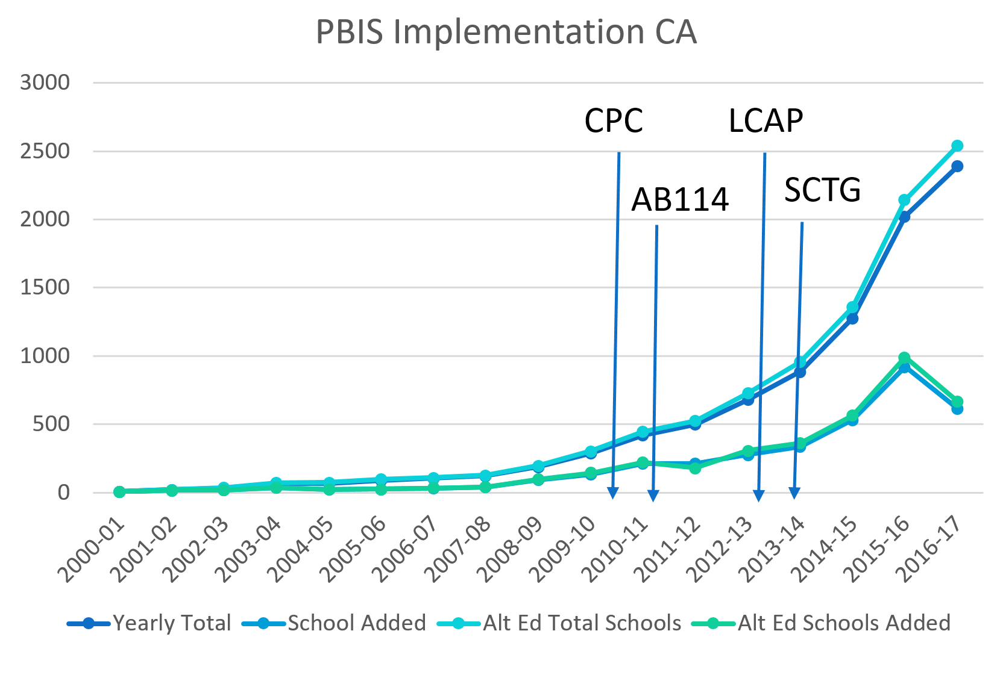 PBIS Implementation CA
3000
2500
2000
1500
1000
500
0
CPC
LCAP
AB114
SCTG
2000-01
2001-02
2002-03
2003-04
2004-05
2005-06
2006-07
2007-08
2008-09
2009-10
2010-11
2011-12
2012-13
2013-14
2014-15
2015-16
2016-17
Yearly Total
School Added
Alt Ed Total Schools
Alt Ed Schools Added